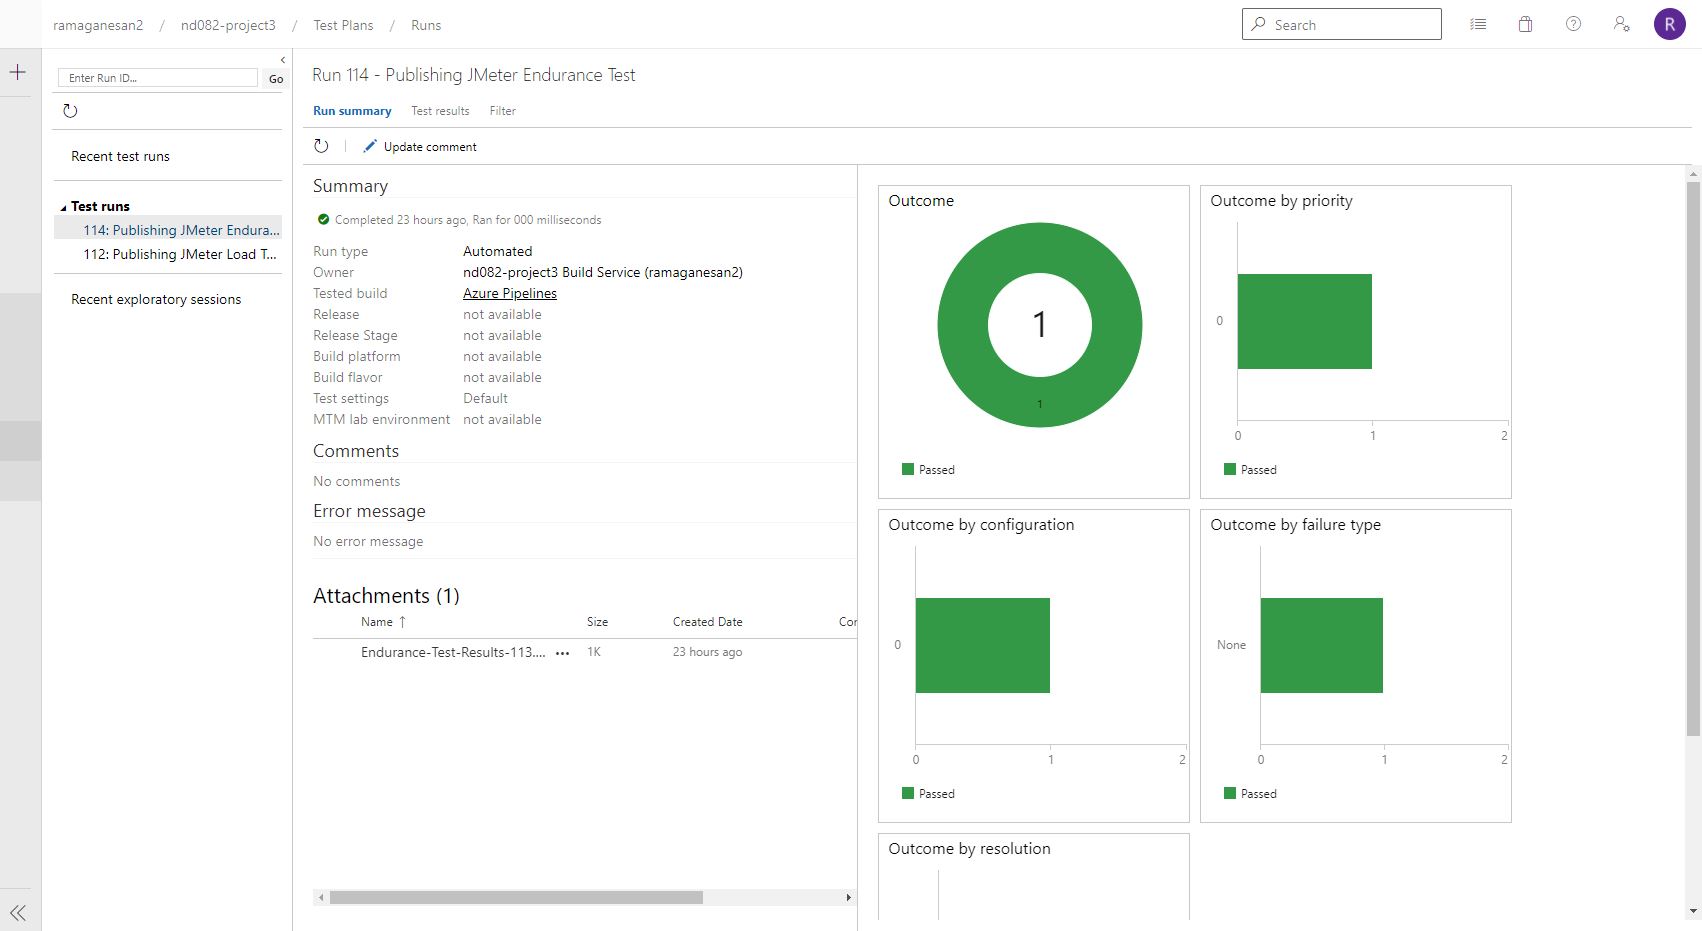 ramaganesan2 / nd082-project3 / Test Plans / Runs
Search
R
Enter Run ID...
Go
Recent test runs
Test runs
114: Publishing JMeter Endura...
112: Publishing JMeter Load T...
Recent exploratory sessions
Run 114 - Publishing JMeter Endurance Test
Run summary Test results Filter
Update comment
Summary
Completed 23 hours ago, Ran for 000 milliseconds
Run type Automated
Owner nd082-project3 Build Service (ramaganesan2)
Tested build Azure Pipelines
Release not available
Release Stage not available
Build platform not available
Build flavor not available
Test settings Default
MTM lab environment not available
Comments
No comments
Error message
No error message
Attachments (1)
Name ↑ Size Created Date Cor
Endurance-Test-Results-113.... ••• 1K 23 hours ago
Outcome
1
1
Passed
Outcome by priority
0
0 1 2
Passed
Outcome by configuration
0
0 1 2
Passed
Outcome by failure type
None
0 1 2
Passed
Outcome by resolution